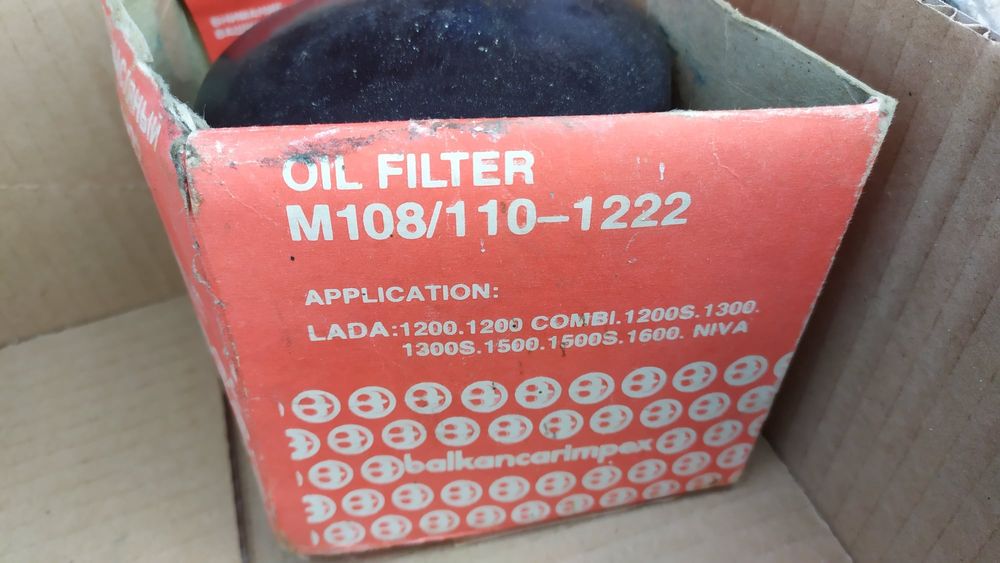 OIL FILTER
M108/110-1222
APPLICATION:
LADA:1200.1200 COMBI.1200S.1300.
1300S.1500.1500S.1600. NIVA
balkancarimpex